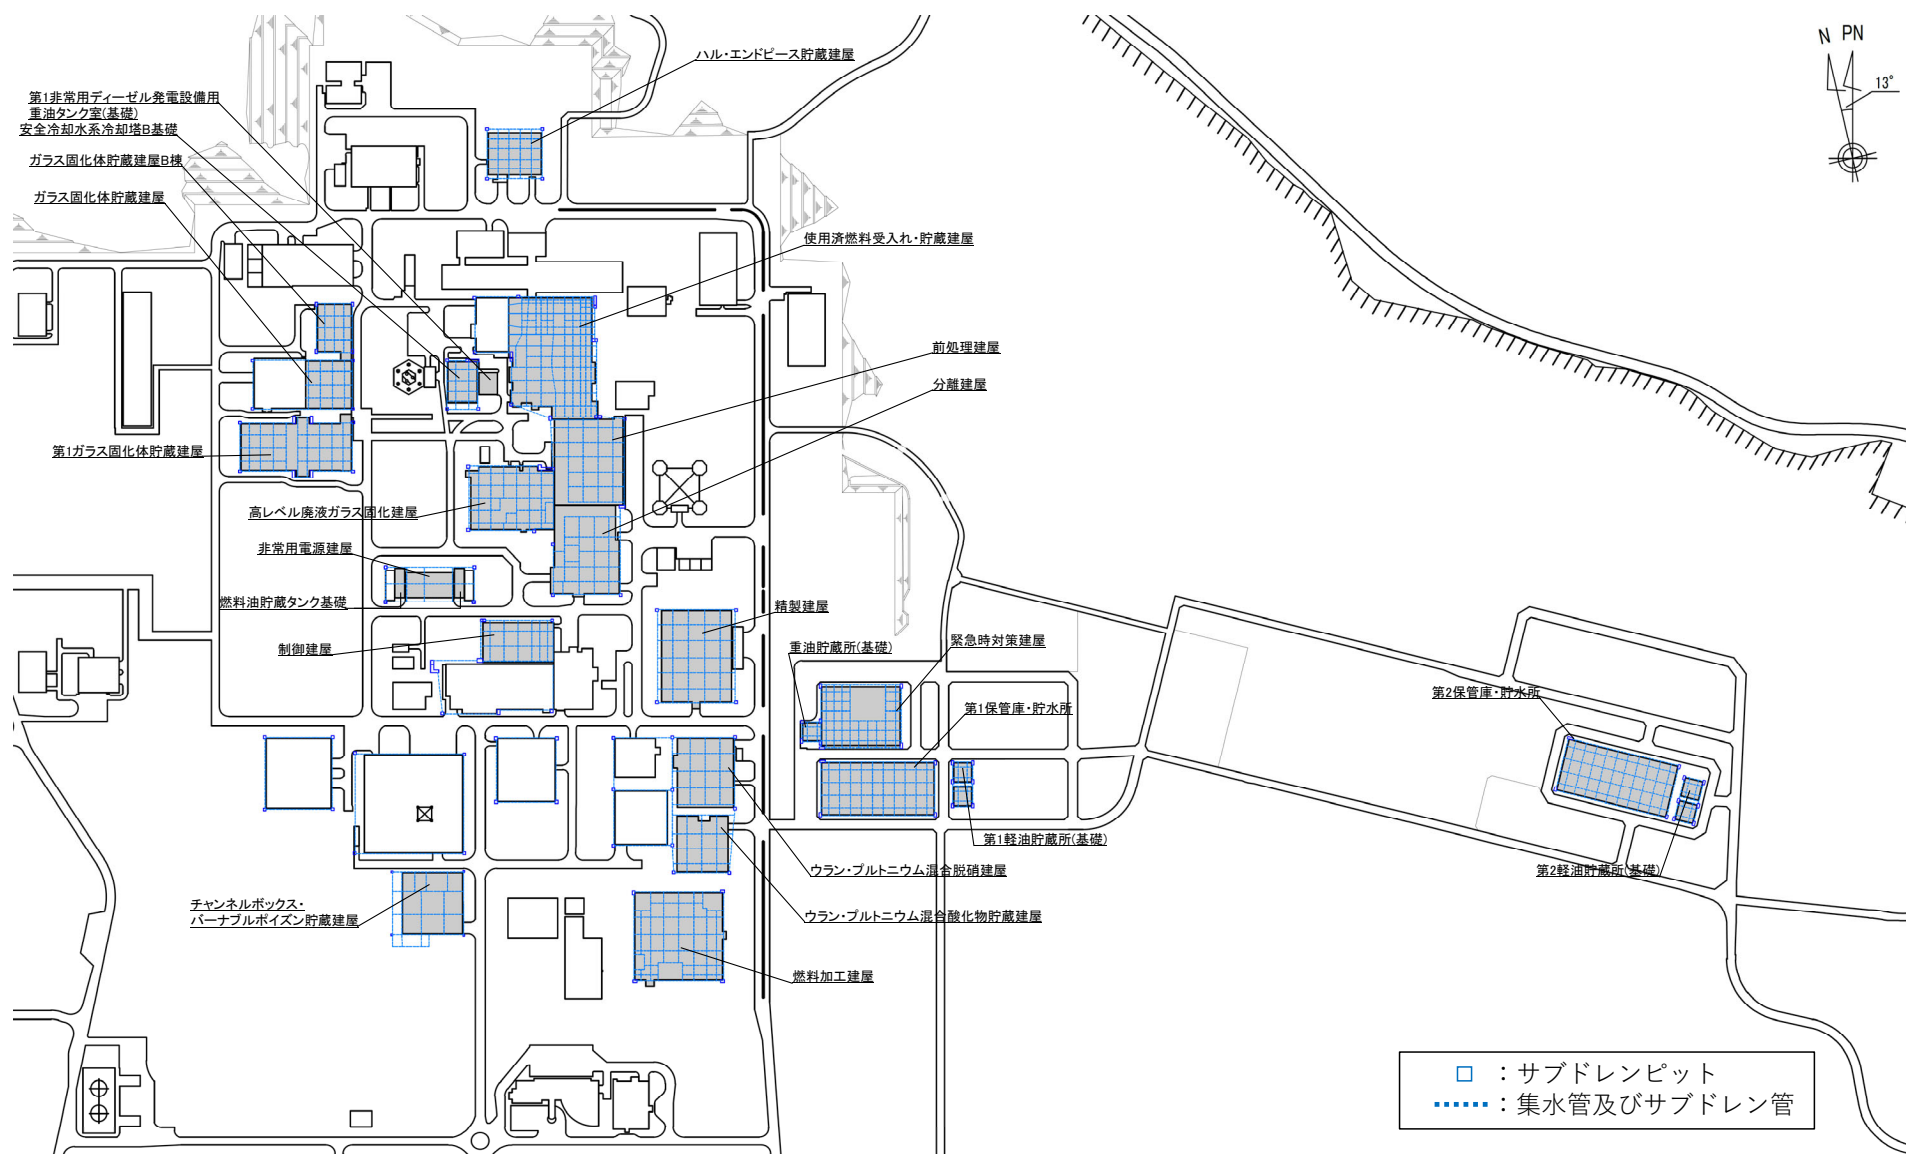 N PN
13°
ハル・エンドピース貯蔵建屋
第1非常用ディーゼル発電設備用
重油タンク室(基礎)
安全冷却水系冷却塔B基礎
ガラス固化体貯蔵建屋B棟
ガラス固化体貯蔵建屋
使用済燃料受入れ・貯蔵建屋
前処理建屋
分離建屋
第1ガラス固化体貯蔵建屋
高レベル廃液ガラス固化建屋
非常用電源建屋
燃料油貯蔵タンク基礎
制御建屋
精製建屋
重油貯蔵所(基礎)
緊急時対策建屋
第1保管庫・貯水所
第2保管庫・貯水所
第1軽油貯蔵所(基礎)
第2軽油貯蔵所(基礎)
ウラン・プルトニウム混合脱硝建屋
ウラン・プルトニウム混合酸化物貯蔵建屋
チャンネルボックス・
バーナブルポイズン貯蔵建屋
燃料加工建屋
：サブドレンピット
：集水管及びサブドレン管